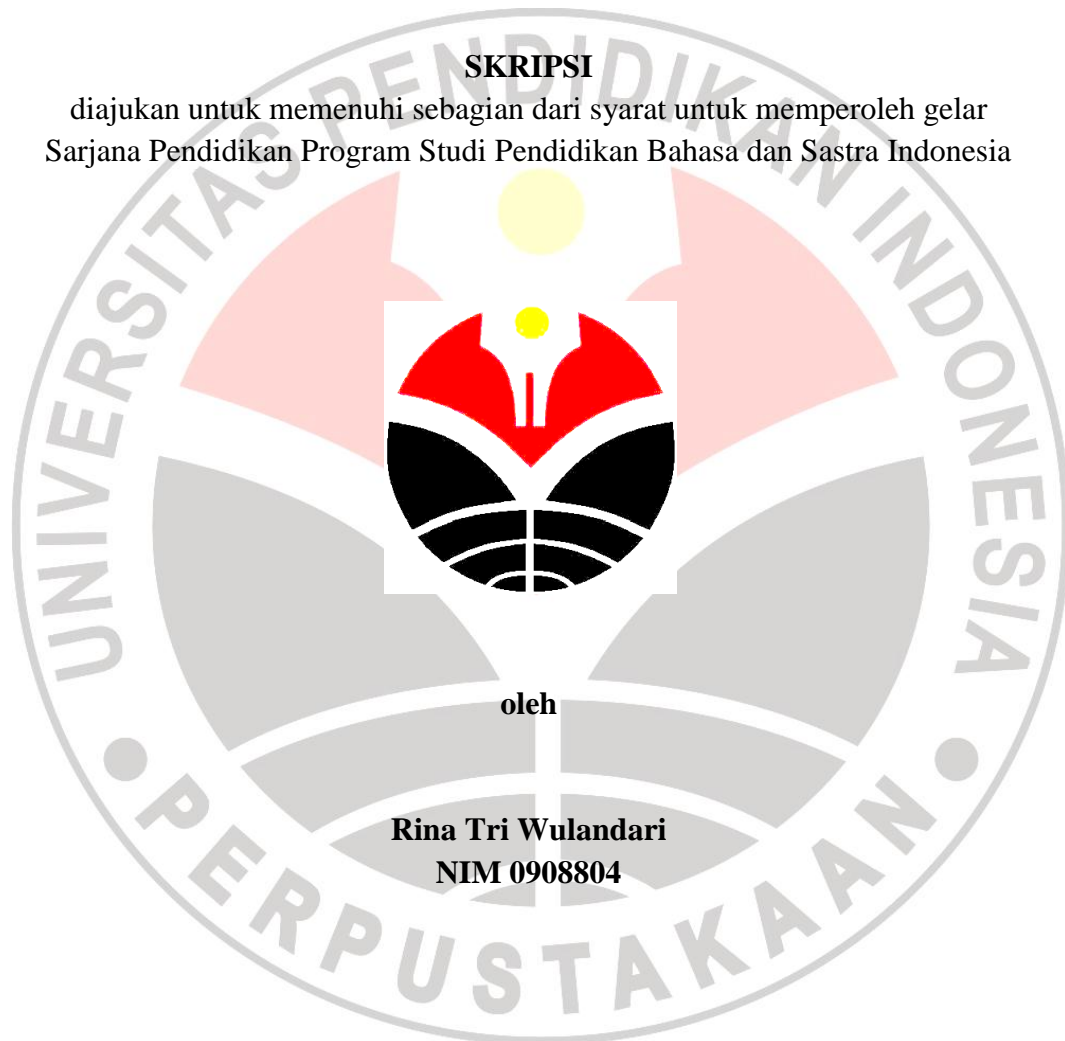 SKRIPSI
diajukan untuk memenuhi sebagian dari syarat untuk memperoleh gelar
Sarjana Pendidikan Program Studi Pendidikan Bahasa dan Sastra Indonesia
UNIVERSITAS PENDIDIKAN INDONESIA
oleh
Rina Tri Wulandari
NIM 0908804
PERPUSTAKAAN